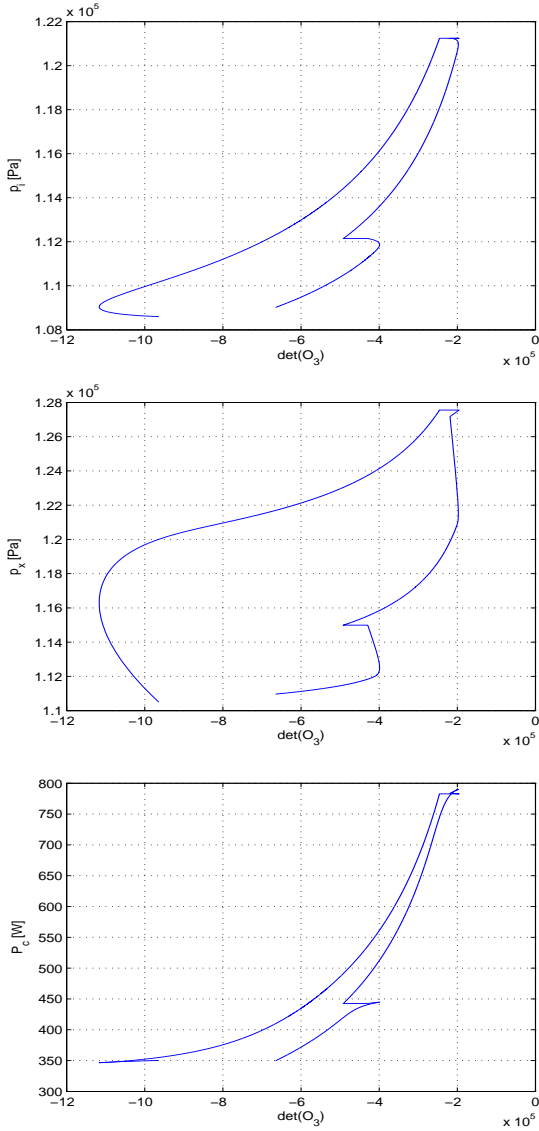 x 10^5
1.22
1.2
1.18
1.16
1.14
1.12
1.1
1.08
p_i [Pa]
−12 −10 −8 −6 −4 −2 0
det(O_3)
x 10^5
x 10^5
1.28
1.26
1.24
1.22
1.2
1.18
1.16
1.14
1.12
1.1
p_x [Pa]
−12 −10 −8 −6 −4 −2 0
det(O_3)
x 10^5
800
750
700
650
600
550
500
450
400
350
300
P_c [W]
−12 −10 −8 −6 −4 −2 0
det(O_3)
x 10^5